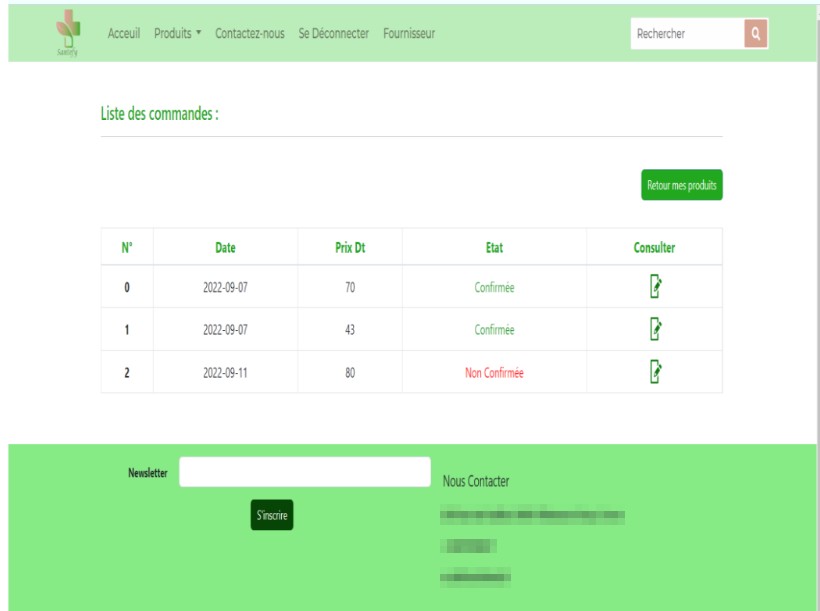 Santify
Acceuil Produits Contactez-nous Se Déconnecter Fournisseur Rechercher
Liste des commandes :
Retour mes produits
N° Date Prix Dt Etat Consulter
0 2022-09-07 70 Confirmée
1 2022-09-07 43 Confirmée
2 2022-09-11 80 Non Confirmée
Newsletter
Nous Contacter
S'inscrire